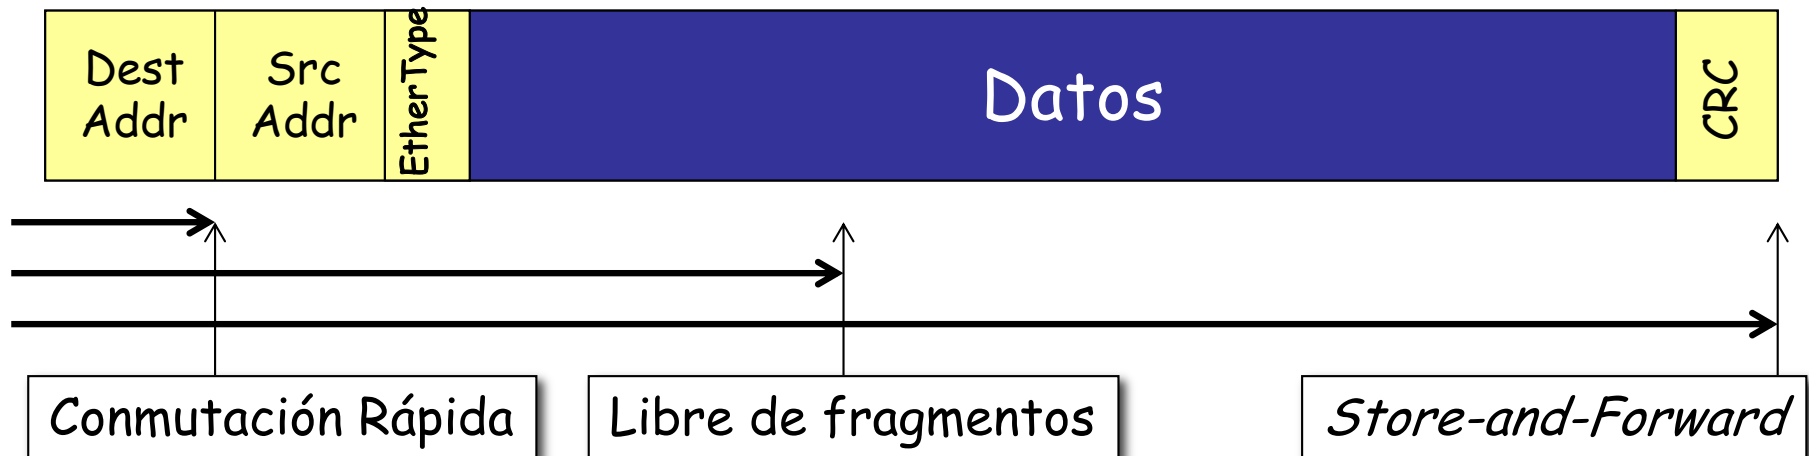 Dest
Addr
Src
Addr
EtherType
Datos
CRC
Conmutación Rápida
Libre de fragmentos
Store-and-Forward